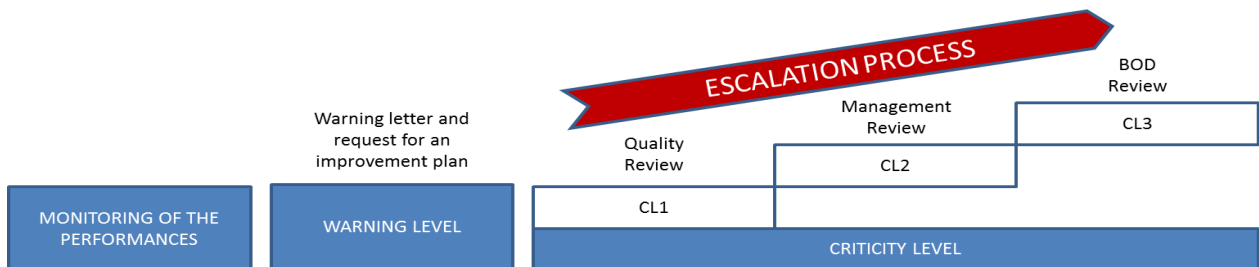 ESCALATION PROCESS
BOD
Review
Management
Review
Warning letter and
request for an
improvement plan
Quality
Review
CL3
CL2
CL1
MONITORING OF THE
PERFORMANCES
WARNING LEVEL
CRITICITY LEVEL